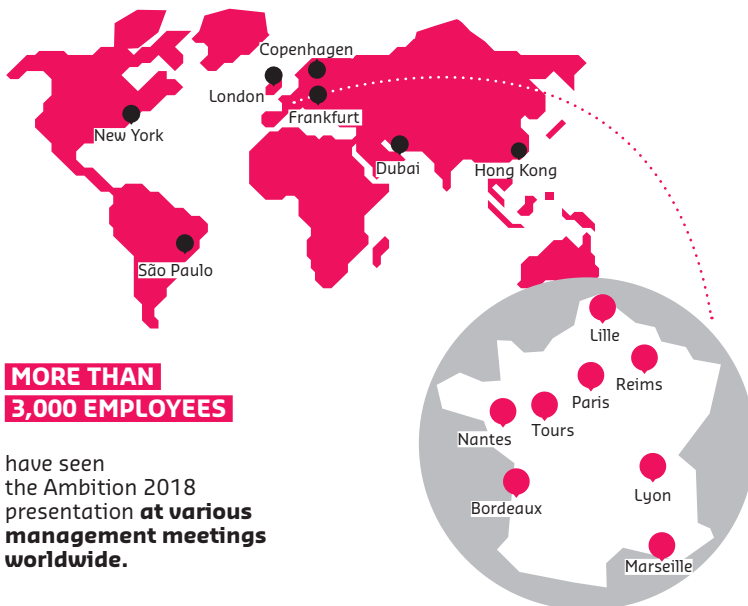 Copenhagen
London
Frankfurt
New York
Dubai
Hong Kong
São Paulo
Lille
Reims
Paris
Tours
Nantes
Lyon
Bordeaux
Marseille
MORE THAN
3,000 EMPLOYEES
have seen
the Ambition 2018
presentation at various
management meetings
worldwide.